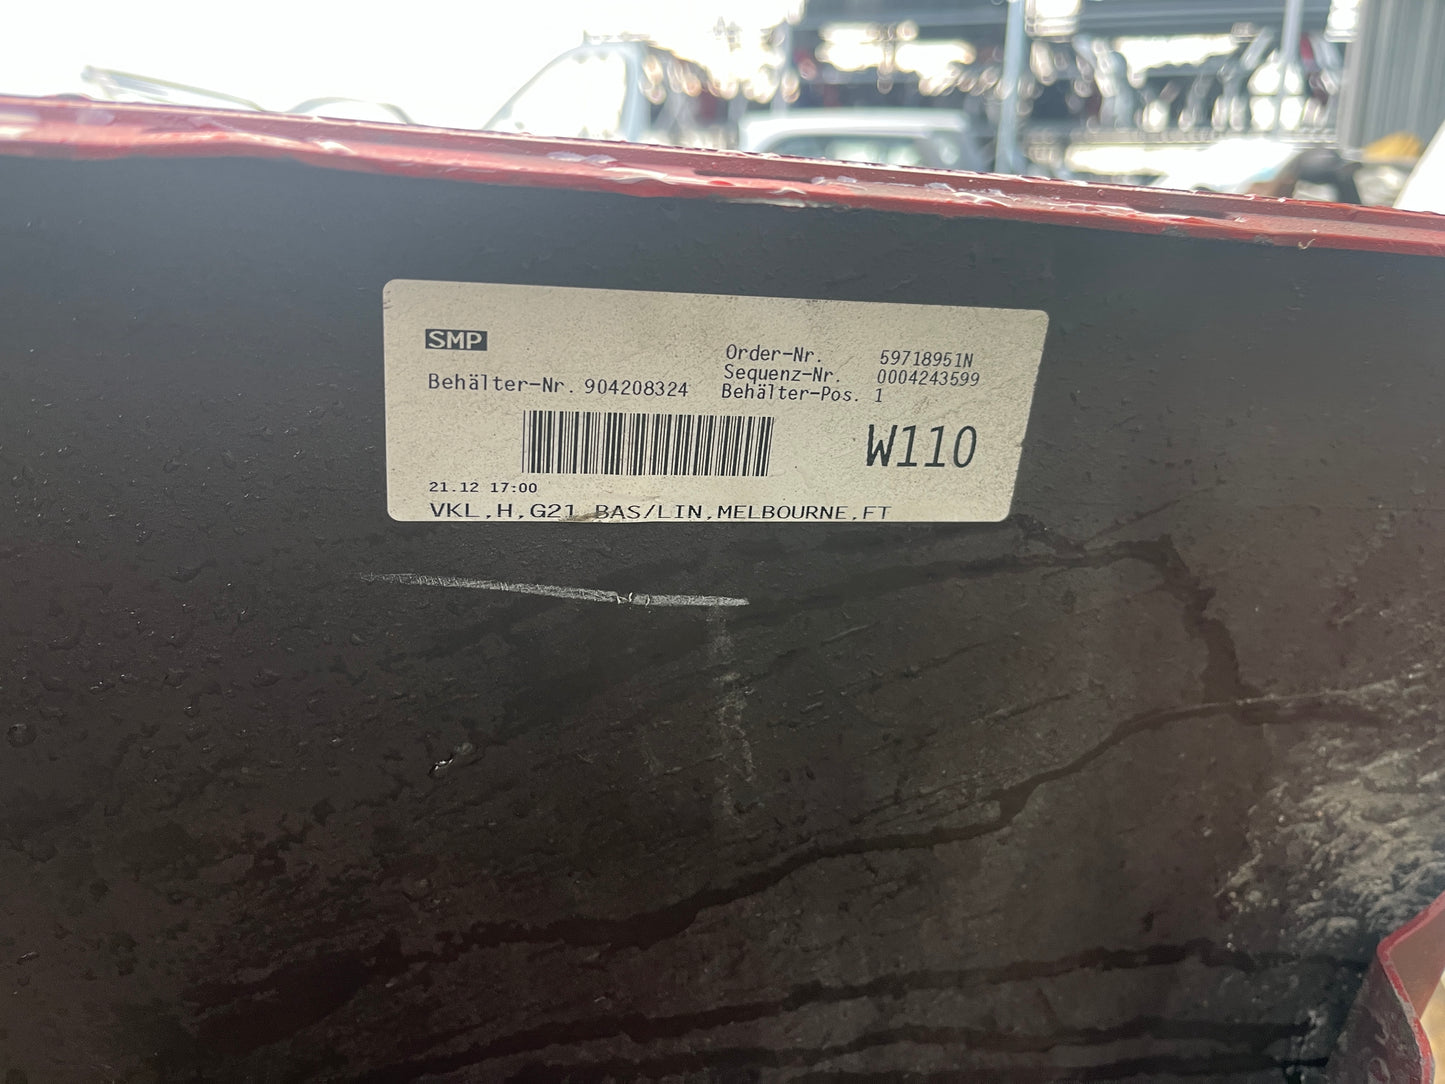 SMP
Order-Nr. 59718951N
Sequenz-Nr. 0004243599
Behälter-Nr. 904208324 Behälter-Pos. 1
W110
21.12 17:00
VKL,H,G21 BAS/LIN,MELBOURNE,FT